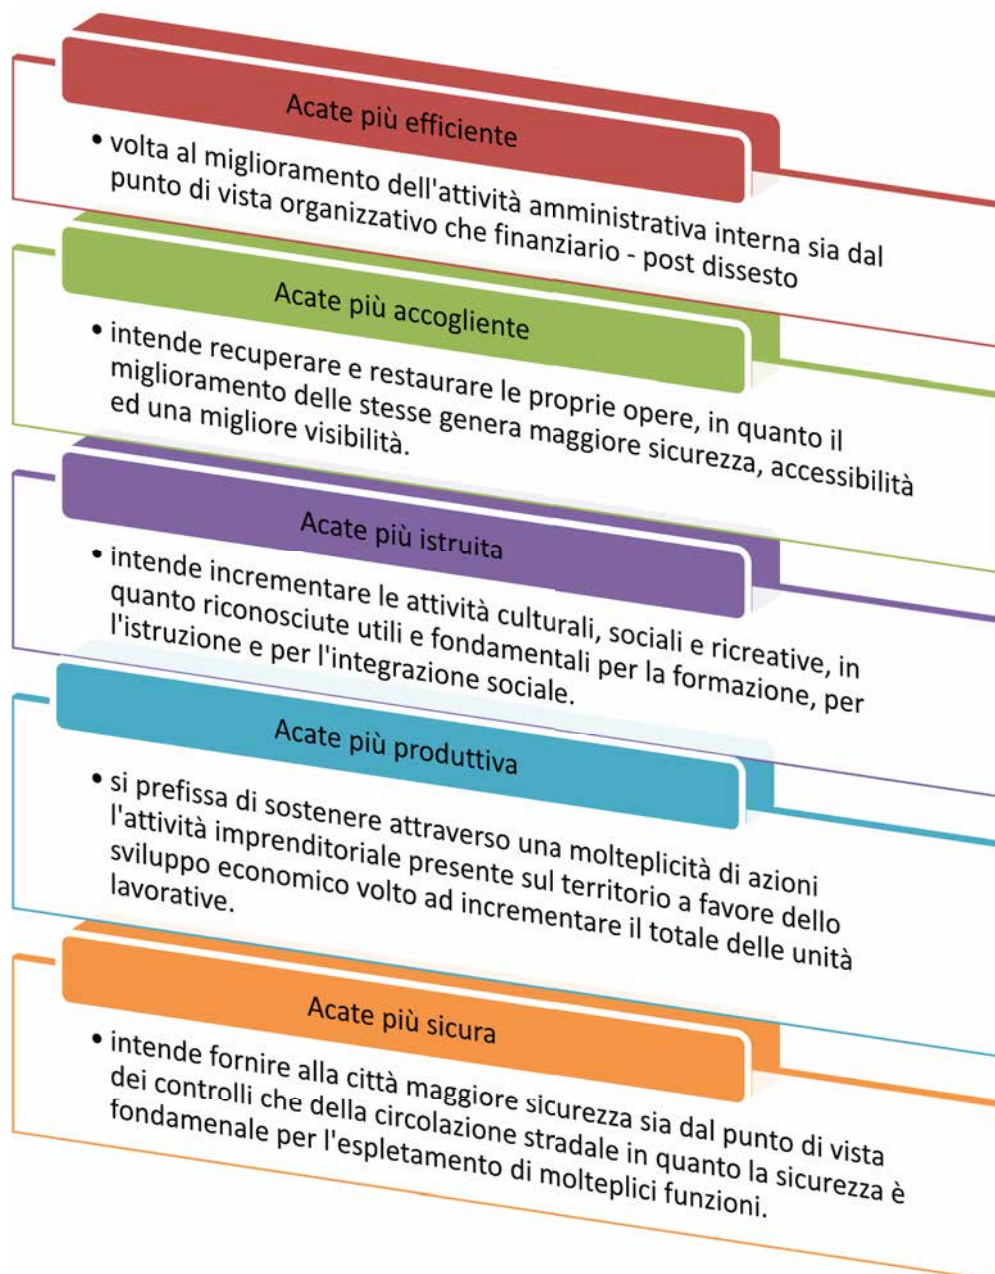 Acate più efficiente
• volta al miglioramento dell'attività amministrativa interna sia dal
punto di vista organizzativo che finanziario - post dissesto
Acate più accogliente
• intende recuperare e restaurare le proprie opere, in quanto il
miglioramento delle stesse genera maggiore sicurezza, accessibilità
ed una migliore visibilità.
Acate più istruita
• intende incrementare le attività culturali, sociali e ricreative, in
quanto riconosciute utili e fondamentali per la formazione, per
l'istruzione e per l'integrazione sociale.
Acate più produttiva
• si prefissa di sostenere attraverso una molteplicità di azioni
l'attività imprenditoriale presente sul territorio a favore dello
sviluppo economico volto ad incrementare il totale delle unità
lavorative.
Acate più sicura
• intende fornire alla città maggiore sicurezza sia dal punto di vista
dei controlli che della circolazione stradale in quanto la sicurezza è
fondamenale per l'espletamento di molteplici funzioni.